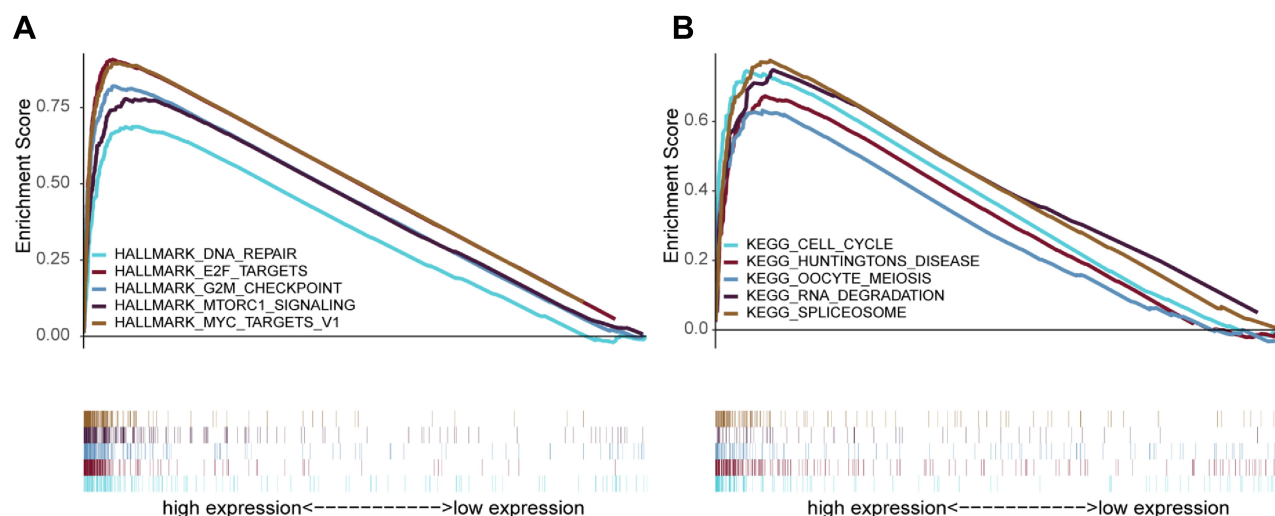 A
Enrichment Score
0.75
0.50
0.25
0.00
HALLMARK_DNA_REPAIR
HALLMARK_E2F_TARGETS
HALLMARK_G2M_CHECKPOINT
HALLMARK_MTORC1_SIGNALING
HALLMARK_MYC_TARGETS_V1
high expression<----------->low expression
B
Enrichment Score
0.6
0.4
0.2
0.0
KEGG_CELL_CYCLE
KEGG_HUNTINGTONS_DISEASE
KEGG_OOCYTE_MEIOSIS
KEGG_RNA_DEGRADATION
KEGG_SPLICEOSOME
high expression<----------->low expression